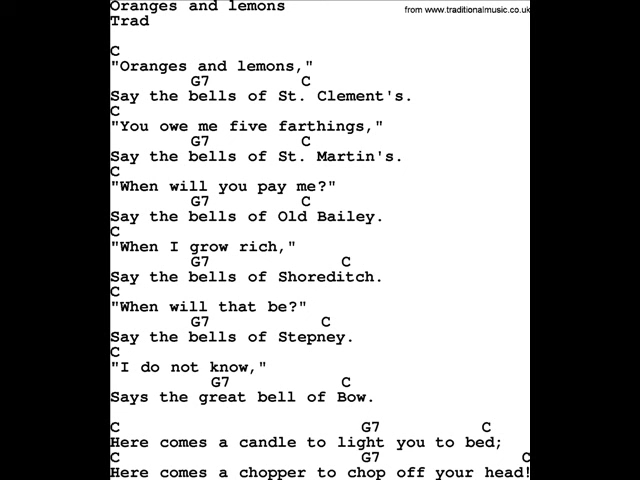 Oranges and lemons
from www.traditionalmusic.co.uk
Trad
C
"Oranges and lemons,"
G7 C
Say the bells of St. Clement's.
C
"You owe me five farthings,"
G7 C
Say the bells of St. Martin's.
C
"When will you pay me?"
G7 C
Say the bells of Old Bailey.
C
"When I grow rich,"
G7 C
Say the bells of Shoreditch.
C
"When will that be?"
G7 C
Say the bells of Stepney.
C
"I do not know,"
G7 C
Says the great bell of Bow.
C G7 C
Here comes a candle to light you to bed;
C G7 C
Here comes a chopper to chop off your head!